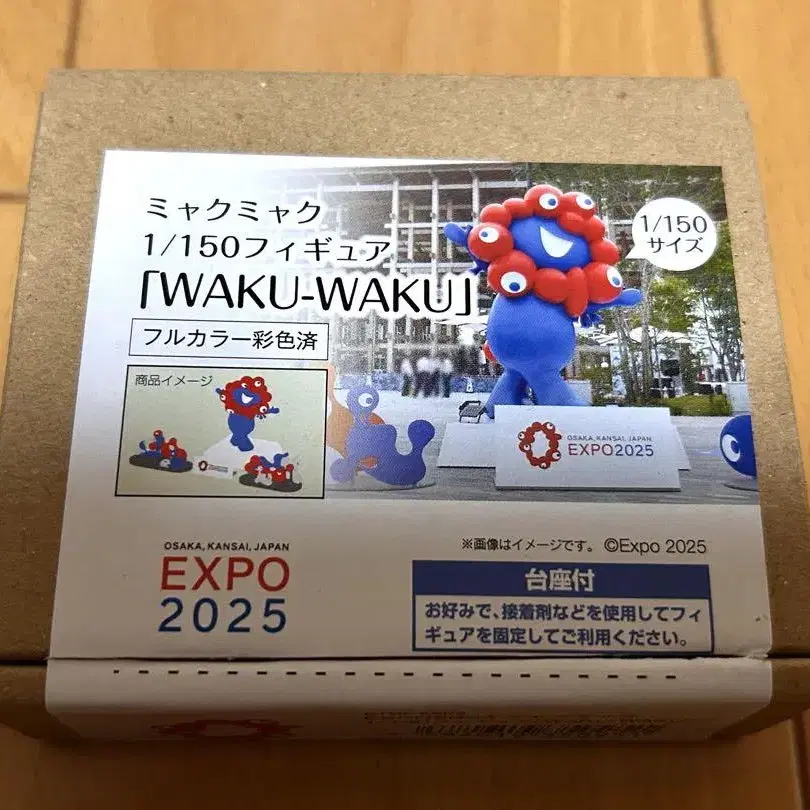 ミャクミャク
1/150フィギュア
「WAKU-WAKU」
フルカラー彩色済
1/150
サイズ
商品イメージ
OSAKA, KANSAI, JAPAN
EXPO2025
※画像はイメージです。 ©Expo 2025
OSAKA, KANSAI, JAPAN
EXPO
2025
台座付
お好みで、接着剤などを使用してフィ
ギュアを固定してご利用ください。